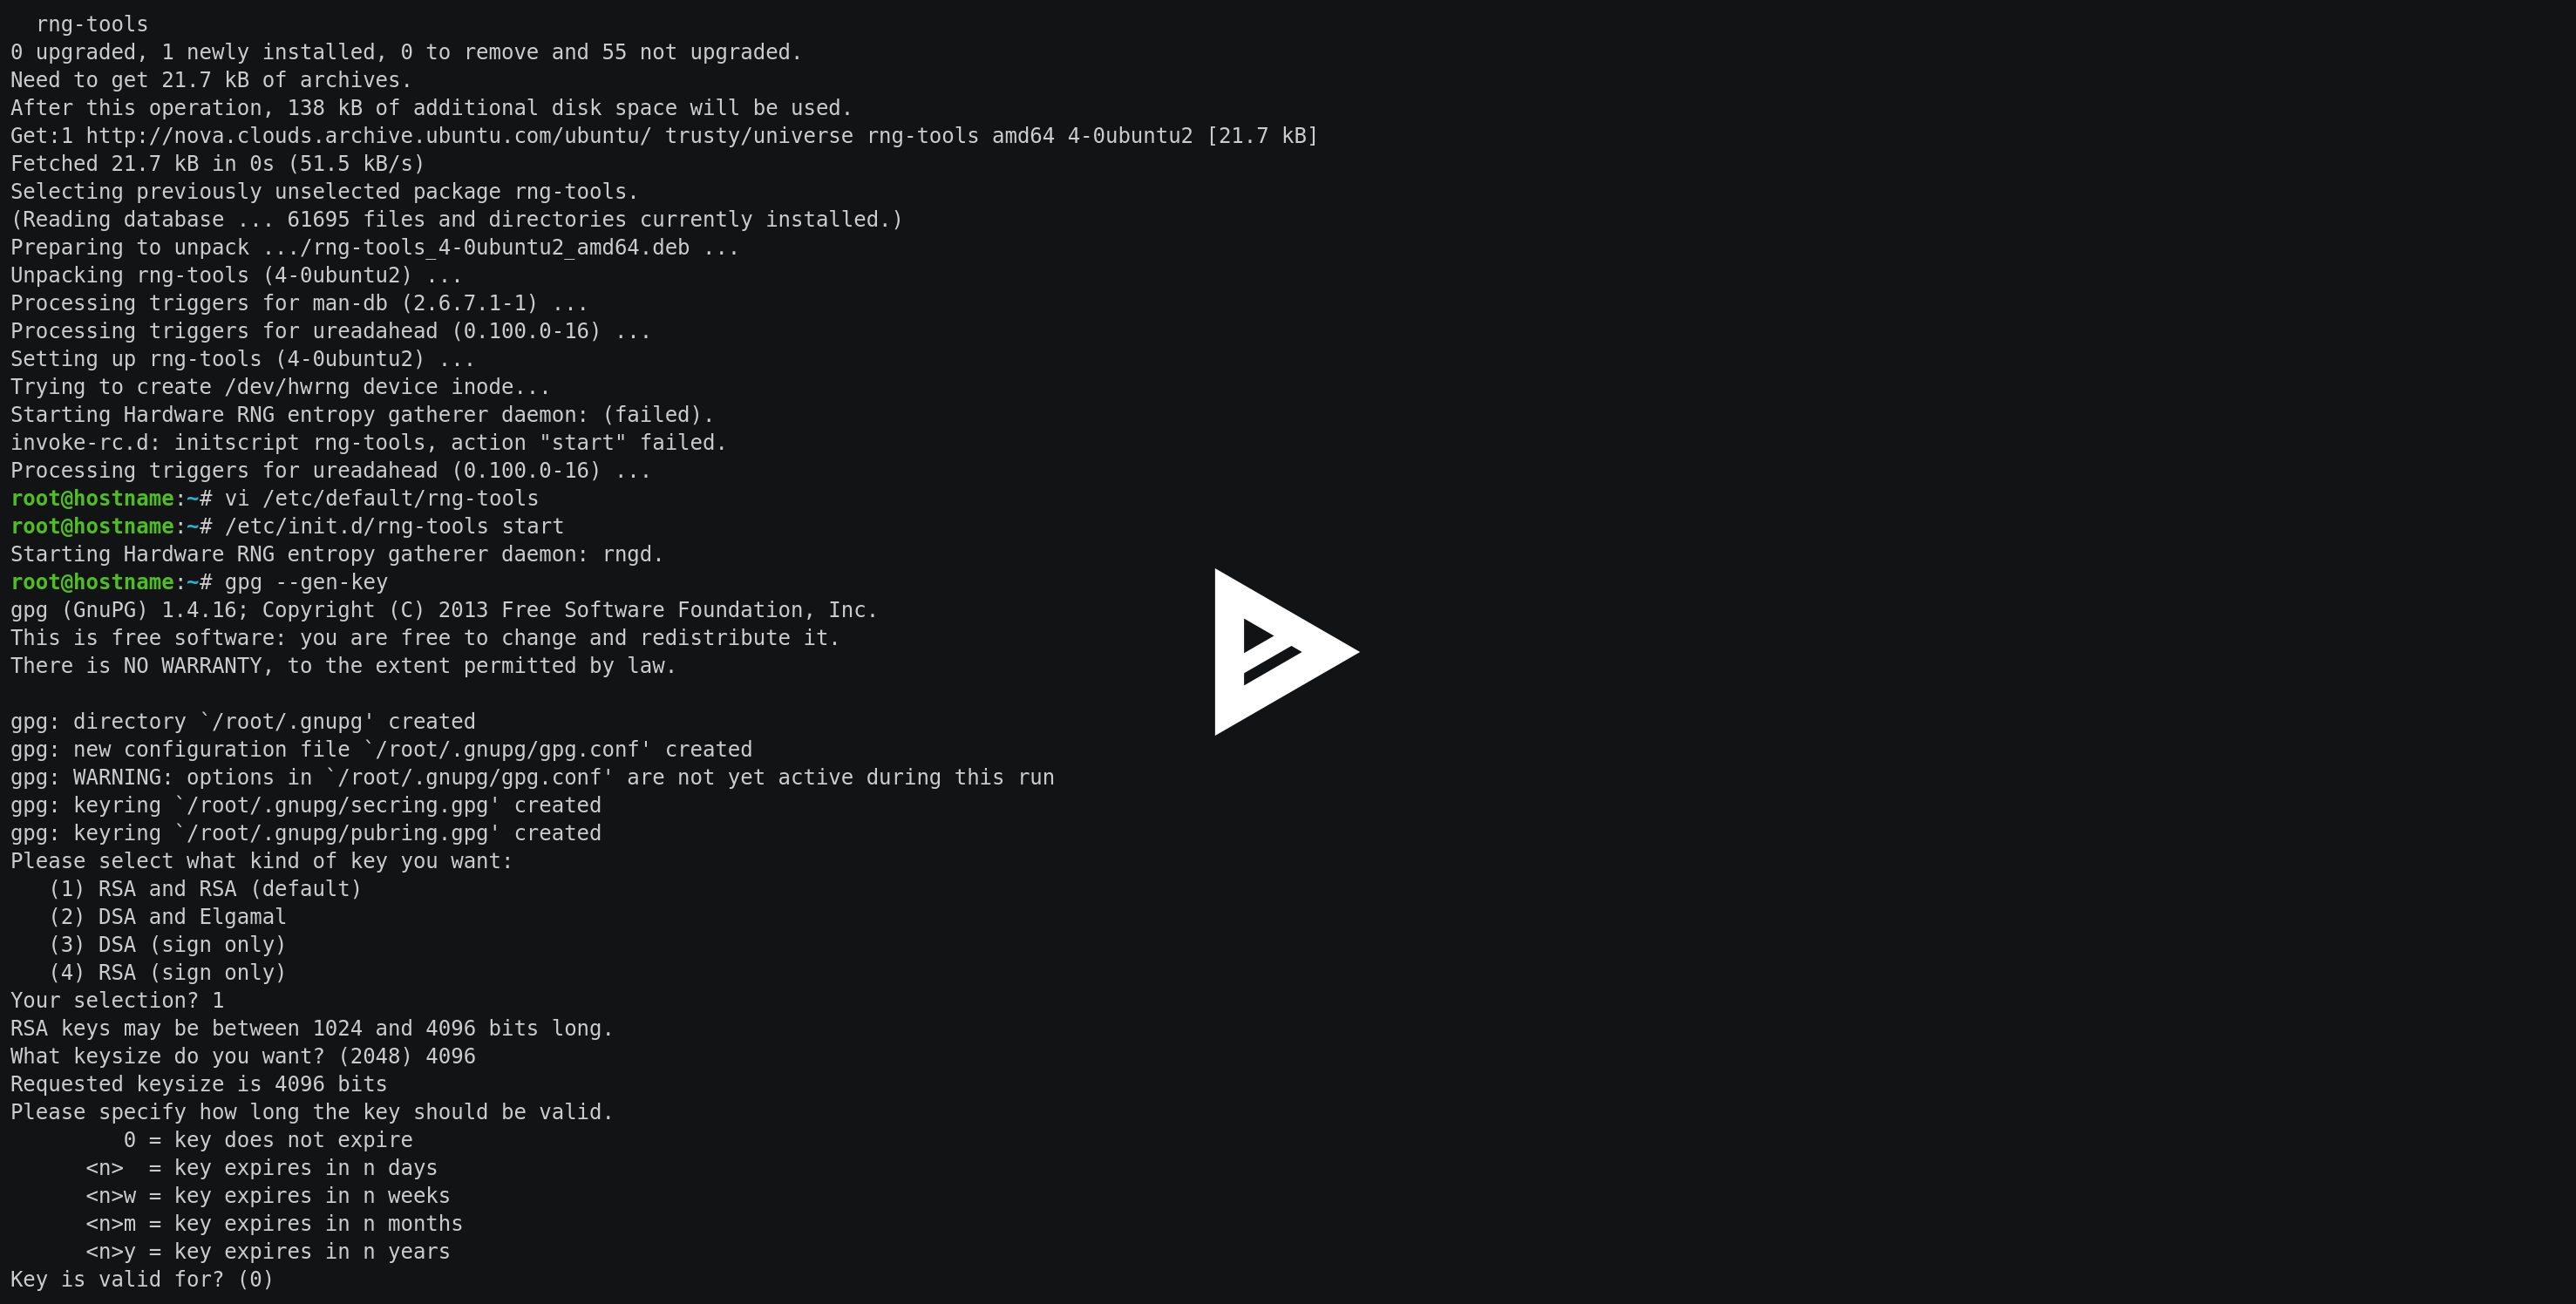 rng-tools
0 upgraded, 1 newly installed, 0 to remove and 55 not upgraded.
Need to get 21.7 kB of archives.
After this operation, 138 kB of additional disk space will be used.
Get:1 http://nova.clouds.archive.ubuntu.com/ubuntu/ trusty/universe rng-tools amd64 4-0ubuntu2 [21.7 kB]
Fetched 21.7 kB in 0s (51.5 kB/s)
Selecting previously unselected package rng-tools.
(Reading database ... 61695 files and directories currently installed.)
Preparing to unpack .../rng-tools_4-0ubuntu2_amd64.deb ...
Unpacking rng-tools (4-0ubuntu2) ...
Processing triggers for man-db (2.6.7.1-1) ...
Processing triggers for ureadahead (0.100.0-16) ...
Setting up rng-tools (4-0ubuntu2) ...
Trying to create /dev/hwrng device inode...
Starting Hardware RNG entropy gatherer daemon: (failed).
invoke-rc.d: initscript rng-tools, action "start" failed.
Processing triggers for ureadahead (0.100.0-16) ...
root@hostname:~# vi /etc/default/rng-tools
root@hostname:~# /etc/init.d/rng-tools start
Starting Hardware RNG entropy gatherer daemon: rngd.
root@hostname:~# gpg --gen-key
gpg (GnuPG) 1.4.16; Copyright (C) 2013 Free Software Foundation, Inc.
This is free software: you are free to change and redistribute it.
There is NO WARRANTY, to the extent permitted by law.

gpg: directory `/root/.gnupg' created
gpg: new configuration file `/root/.gnupg/gpg.conf' created
gpg: WARNING: options in `/root/.gnupg/gpg.conf' are not yet active during this run
gpg: keyring `/root/.gnupg/secring.gpg' created
gpg: keyring `/root/.gnupg/pubring.gpg' created
Please select what kind of key you want:
   (1) RSA and RSA (default)
   (2) DSA and Elgamal
   (3) DSA (sign only)
   (4) RSA (sign only)
Your selection? 1
RSA keys may be between 1024 and 4096 bits long.
What keysize do you want? (2048) 4096
Requested keysize is 4096 bits
Please specify how long the key should be valid.
         0 = key does not expire
      <n>  = key expires in n days
      <n>w = key expires in n weeks
      <n>m = key expires in n months
      <n>y = key expires in n years
Key is valid for? (0)